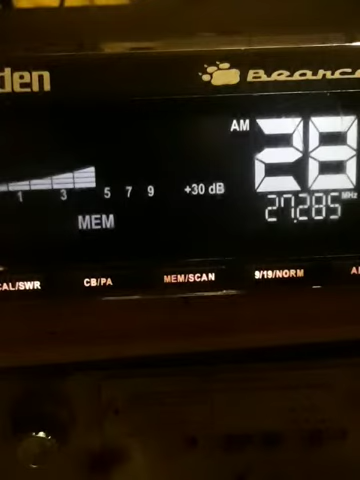 den Bearca
AM 28
1 3 5 7 9 +30 dB
27.285 MHz
MEM
CAL/SWR CB/PA MEM/SCAN 9/19/NORM A